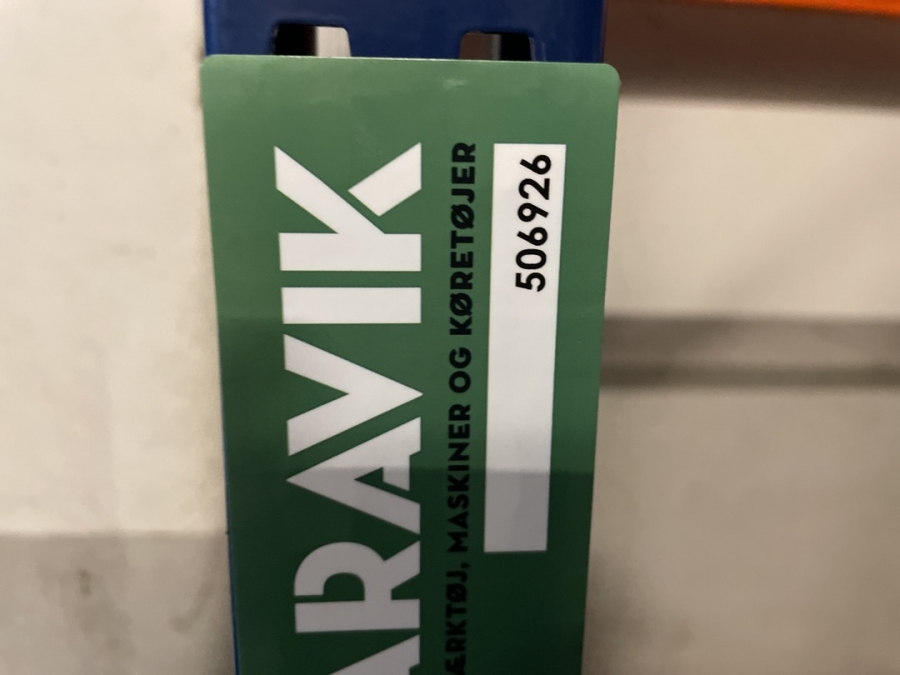 ARAVIK
ÆRKTØJ, MASKINER OG KØRETØJER
506926